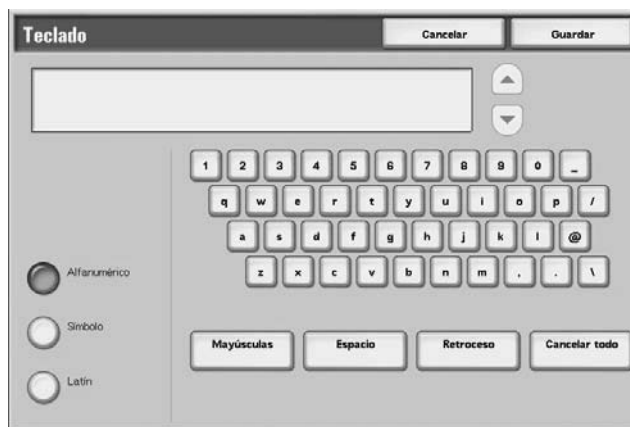 Teclado Cancelar Guardar
1 2 3 4 5 6 7 8 9 0 _
q w e r t y u i o p /
a s d f g h j k l @
z x c v b n m , . \
Alfanumérico
Símbolo
Latín
Mayúsculas Espacio Retroceso Cancelar todo